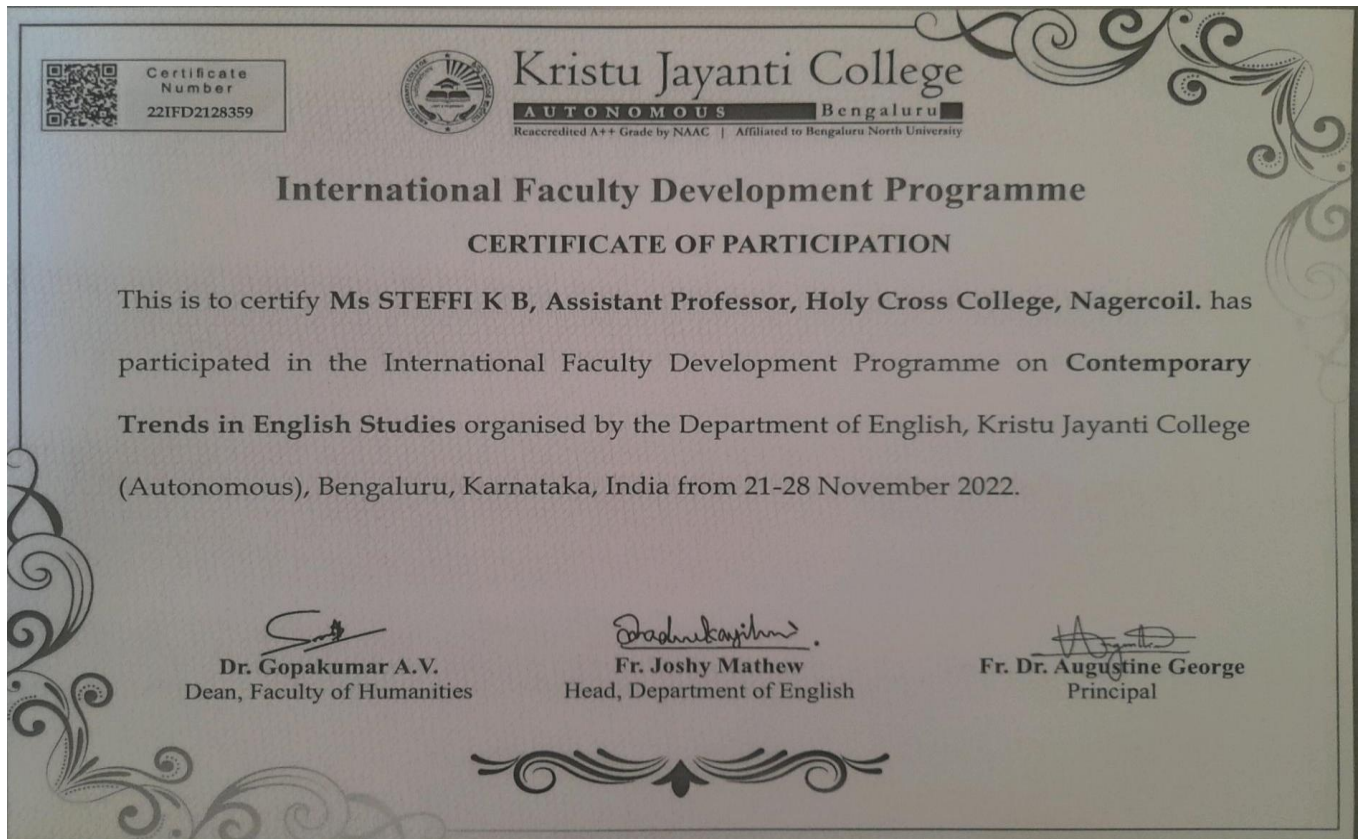 Certificate
Number
22IFD2128359
Kristu Jayanti College
AUTONOMOUS Bengaluru
Reaccredited A++ Grade by NAAC | Affiliated to Bengaluru North University
International Faculty Development Programme
CERTIFICATE OF PARTICIPATION
This is to certify Ms STEFFI K B, Assistant Professor, Holy Cross College, Nagercoil. has
participated in the International Faculty Development Programme on Contemporary
Trends in English Studies organised by the Department of English, Kristu Jayanti College
(Autonomous), Bengaluru, Karnataka, India from 21-28 November 2022.
Dr. Gopakumar A.V.
Dean, Faculty of Humanities
Fr. Joshy Mathew
Head, Department of English
Fr. Dr. Augustine George
Principal